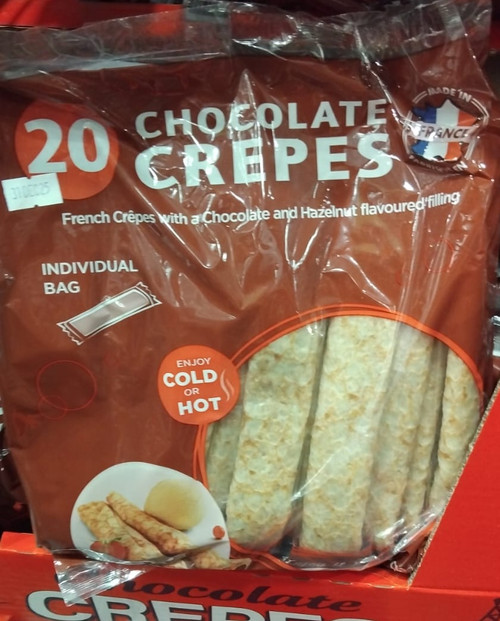 20
CHOCOLATE
CRÊPES
MADE IN
FRANCE
French Crêpes with a Chocolate and Hazelnut flavoured filling
INDIVIDUAL
BAG
ENJOY
COLD
OR
HOT
Chocolate
CREPES